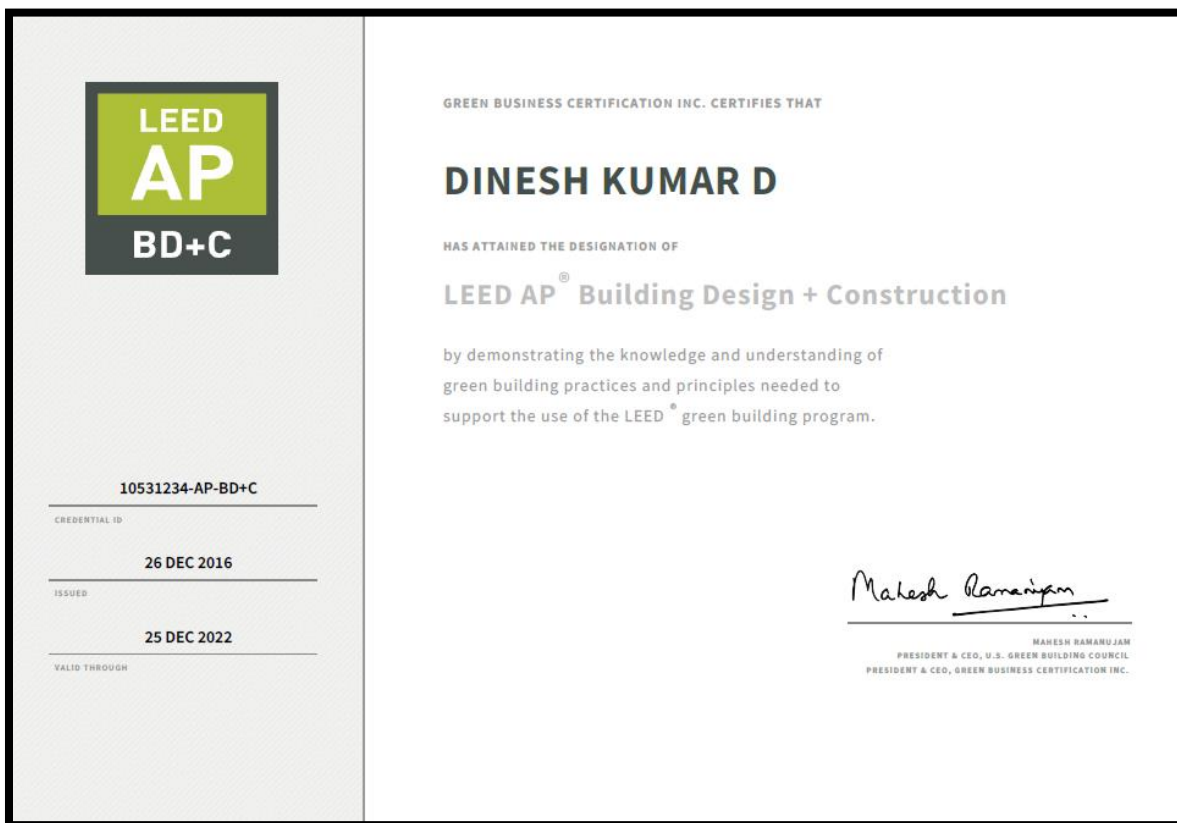 LEED
AP
BD+C
10531234-AP-BD+C
CREDENTIAL ID
26 DEC 2016
ISSUED
25 DEC 2022
VALID THROUGH
GREEN BUSINESS CERTIFICATION INC. CERTIFIES THAT
DINESH KUMAR D
HAS ATTAINED THE DESIGNATION OF
LEED AP® Building Design + Construction
by demonstrating the knowledge and understanding of
green building practices and principles needed to
support the use of the LEED ® green building program.
Mahesh Ramanujam
MAHESH RAMANUJAM
PRESIDENT & CEO, U.S. GREEN BUILDING COUNCIL
PRESIDENT & CEO, GREEN BUSINESS CERTIFICATION INC.